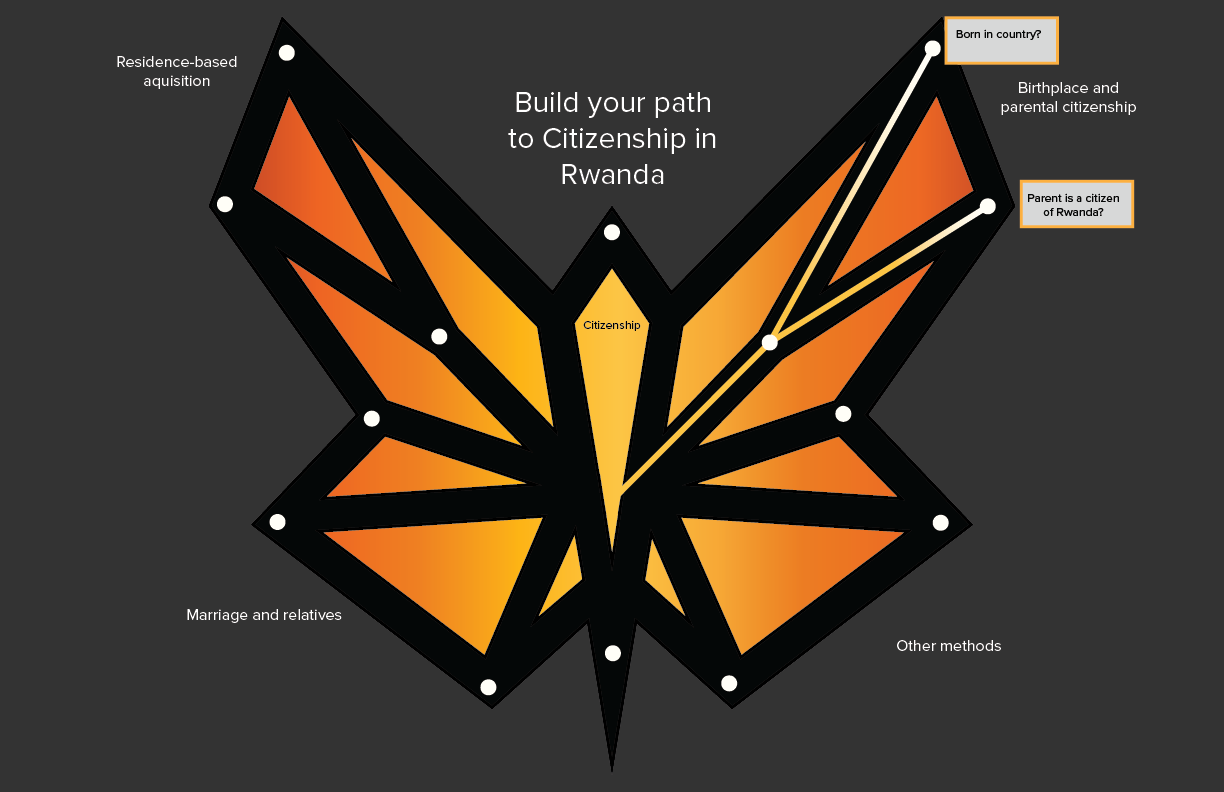 Born in country?
Residence-based
aquisition
Birthplace and
parental citizenship
Build your path
to Citizenship in
Rwanda
Parent is a citizen
of Rwanda?
Citizenship
Marriage and relatives
Other methods